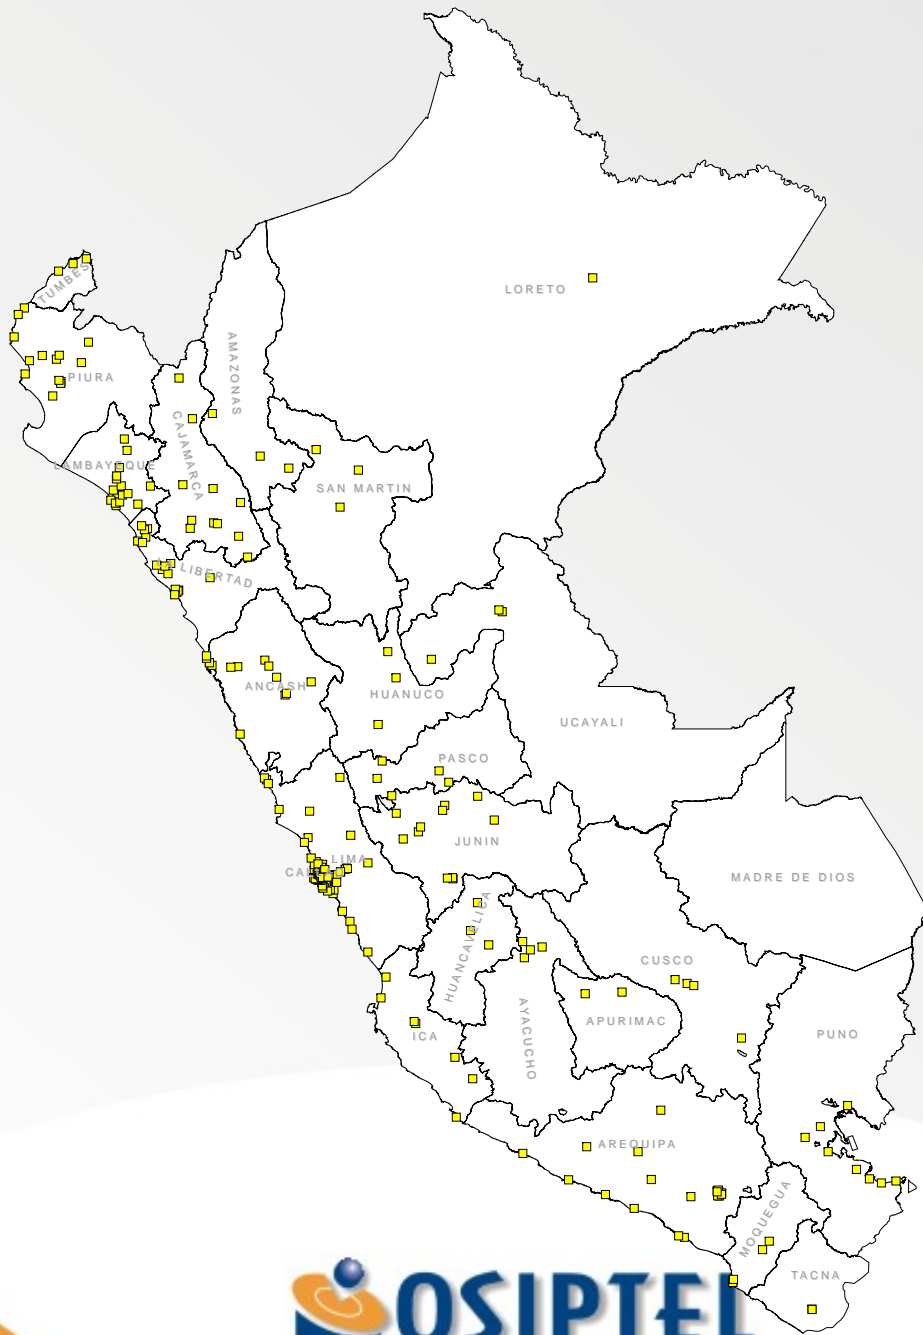 LORETO
TUMBES
AMAZONAS
PIURA
CAJAMARCA
LAMBAYEQUE
SAN MARTIN
LA LIBERTAD
ANCASH
HUANUCO
UCAYALI
PASCO
JUNIN
LIMA
MADRE DE DIOS
HUANCAVELICA
CUSCO
AYACUCHO
APURIMAC
PUNO
ICA
AREQUIPA
MOQUEGUA
TACNA
OSIPTEL